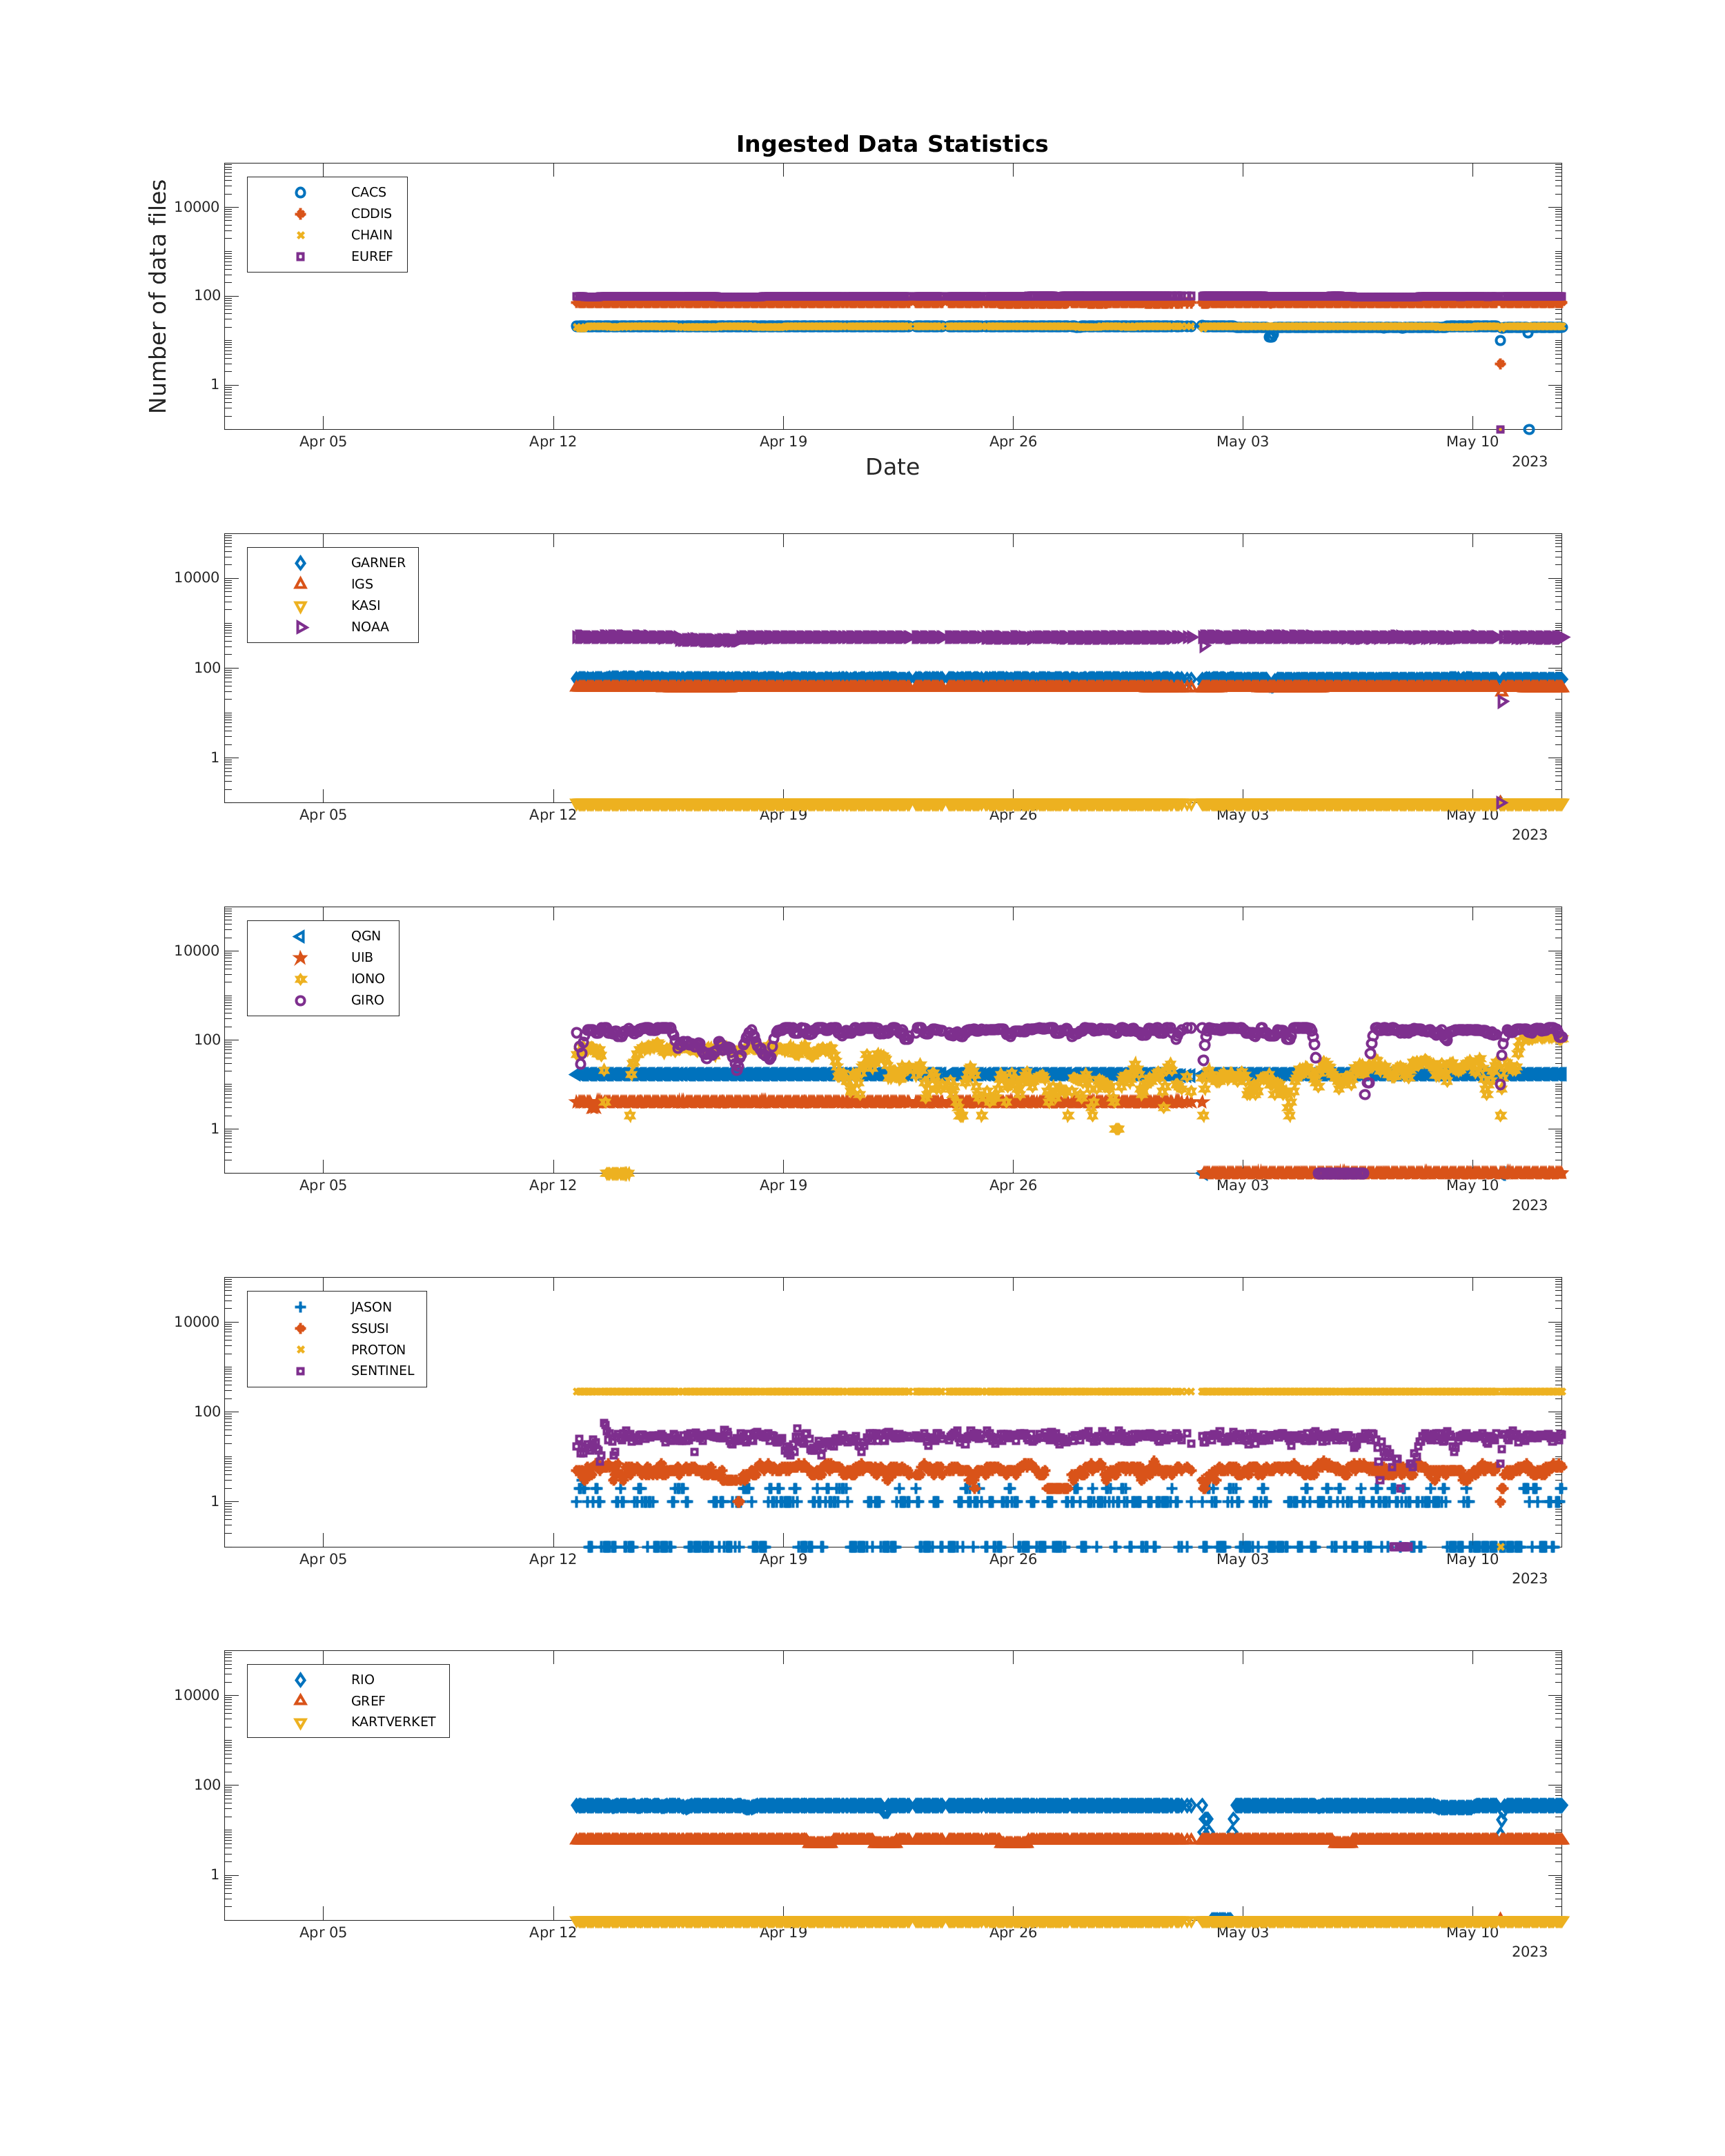 Ingested Data Statistics
Number of data files
CACS
CDDIS
CHAIN
EUREF
10000
100
1
Apr 05 Apr 12 Apr 19 Apr 26 May 03 May 10
2023
Date
GARNER
IGS
KASI
NOAA
10000
100
1
Apr 05 Apr 12 Apr 19 Apr 26 May 03 May 10
2023
QGN
UIB
IONO
GIRO
10000
100
1
Apr 05 Apr 12 Apr 19 Apr 26 May 03 May 10
2023
JASON
SSUSI
PROTON
SENTINEL
10000
100
1
Apr 05 Apr 12 Apr 19 Apr 26 May 03 May 10
2023
RIO
GREF
KARTVERKET
10000
100
1
Apr 05 Apr 12 Apr 19 Apr 26 May 03 May 10
2023